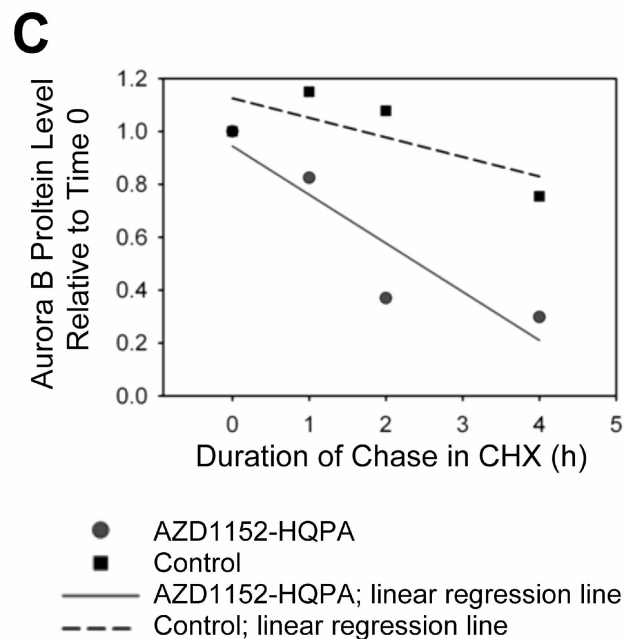 C
Aurora B Proltein Level
Relative to Time 0
1.2
1.0
0.8
0.6
0.4
0.2
0.0
0 1 2 3 4 5
Duration of Chase in CHX (h)
AZD1152-HQPA
Control
AZD1152-HQPA; linear regression line
Control; linear regression line